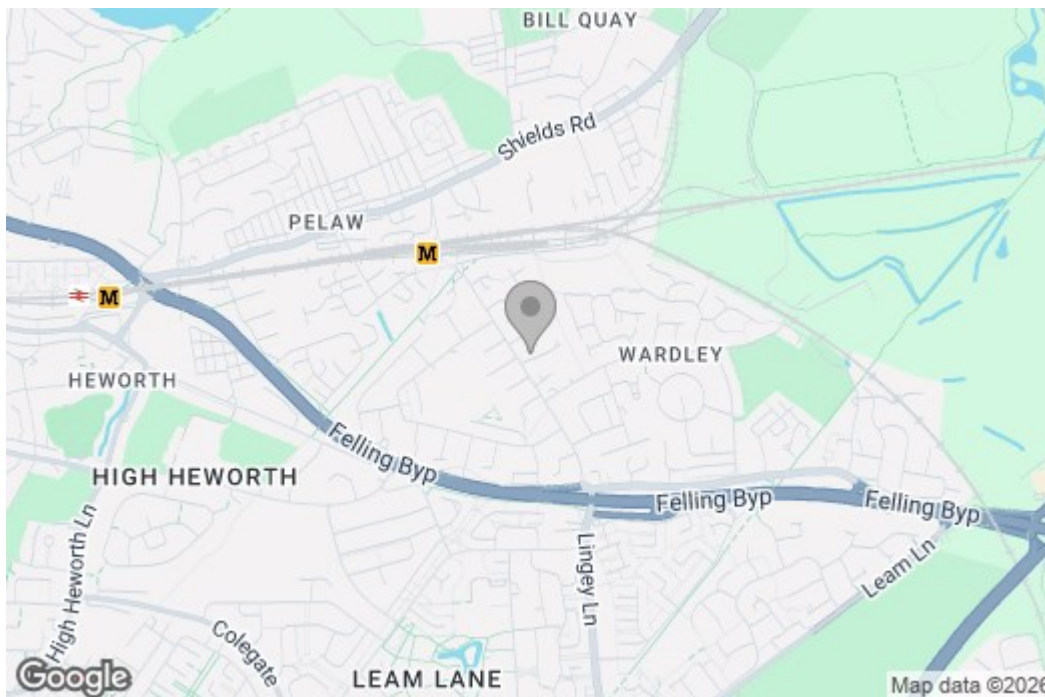 BILL QUAY
Shields Rd
PELAW
M
M
WARDLEY
HEWORTH
Felling Byp
HIGH HEWORTH
Felling Byp
Felling Byp
High Heworth Ln
Lingey Ln
Leam Ln
Colegate
LEAM LANE
Google
Map data ©2026